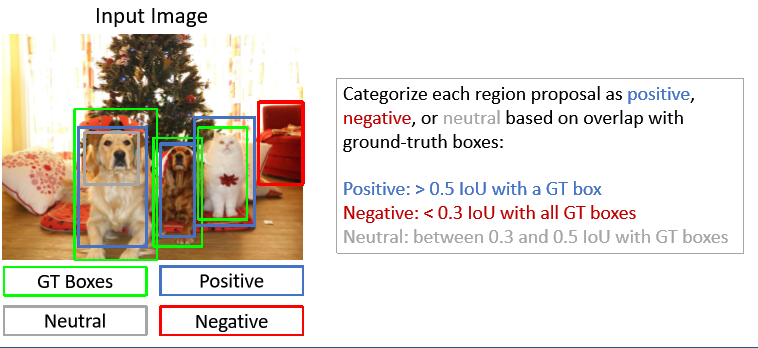 Input Image
Categorize each region proposal as positive,
negative, or neutral based on overlap with
ground-truth boxes:
Positive: > 0.5 IoU with a GT box
Negative: < 0.3 IoU with all GT boxes
Neutral: between 0.3 and 0.5 IoU with GT boxes
GT Boxes
Positive
Neutral
Negative